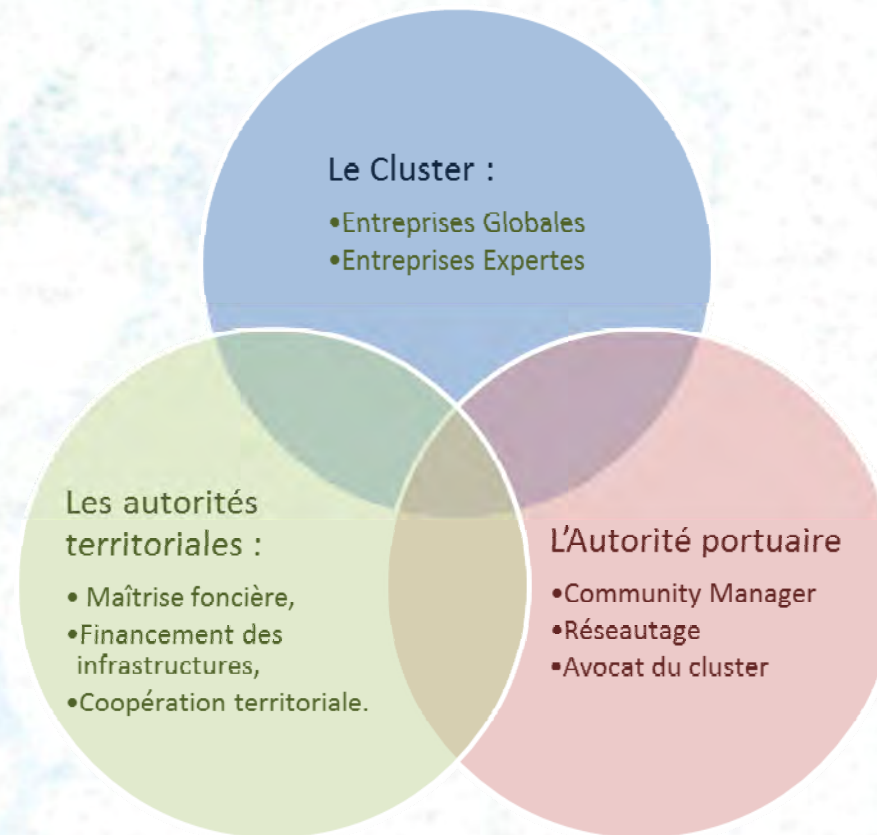 Le Cluster :
•Entreprises Globales
•Entreprises Expertes
Les autorités
territoriales :
• Maîtrise foncière,
•Financement des
infrastructures,
•Coopération territoriale.
L'Autorité portuaire
•Community Manager
•Réseautage
•Avocat du cluster